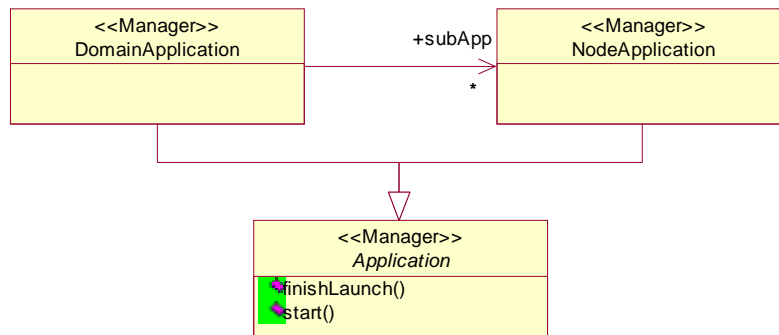 <<Manager>>
DomainApplication
+subApp
*
<<Manager>>
NodeApplication
<<Manager>>
Application
finishLaunch()
start()